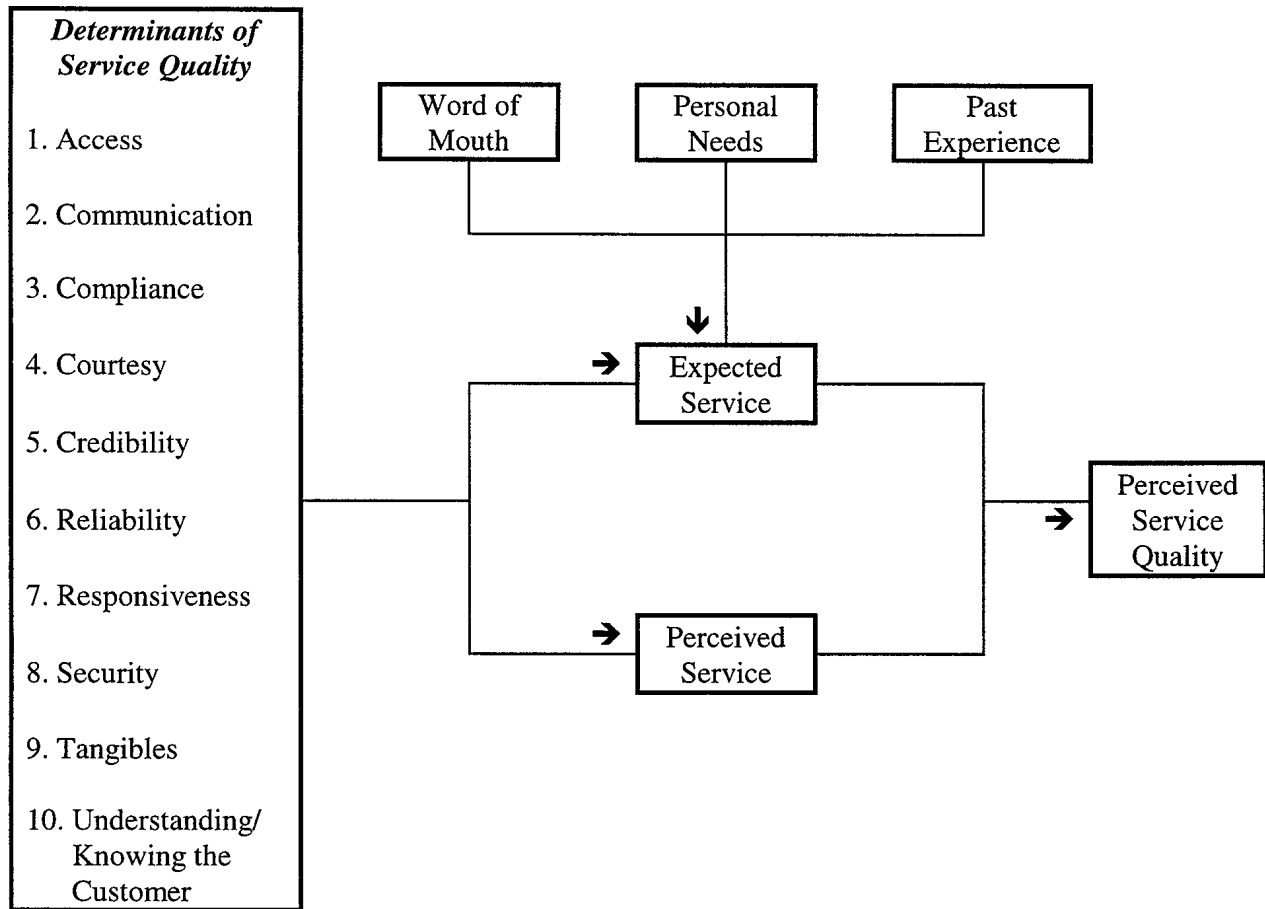 Determinants of
Service Quality
1. Access
2. Communication
3. Compliance
4. Courtesy
5. Credibility
6. Reliability
7. Responsiveness
8. Security
9. Tangibles
10. Understanding/
Knowing the
Customer
Word of
Mouth
Personal
Needs
Past
Experience
Expected
Service
Perceived
Service
Perceived
Service
Quality